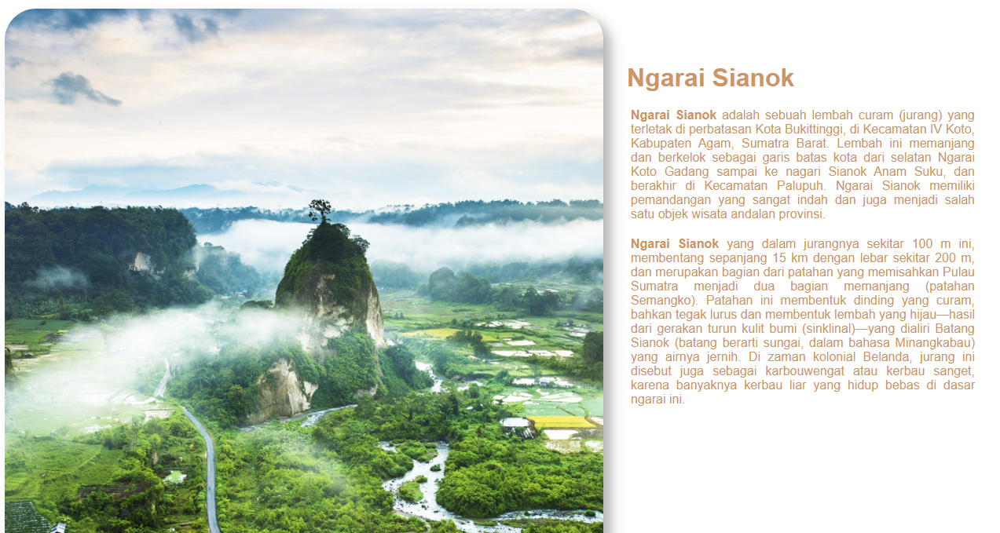 Ngarai Sianok
Ngarai Sianok adalah sebuah lembah curam (jurang) yang
terletak di perbatasan Kota Bukittinggi, di Kecamatan IV Koto,
Kabupaten Agam, Sumatra Barat. Lembah ini memanjang
dan berkelok sebagai garis batas kota dari selatan Ngarai
Koto Gadang sampai ke nagari Sianok Anam Suku, dan
berakhir di Kecamatan Palupuh. Ngarai Sianok memiliki
pemandangan yang sangat indah dan juga menjadi salah
satu objek wisata andalan provinsi.
Ngarai Sianok yang dalam jurangnya sekitar 100 m ini,
membentang sepanjang 15 km dengan lebar sekitar 200 m,
dan merupakan bagian dari patahan yang memisahkan Pulau
Sumatra menjadi dua bagian memanjang (patahan
Semangko). Patahan ini membentuk dinding yang curam,
bahkan tegak lurus dan membentuk lembah yang hijau—hasil
dari gerakan turun kulit bumi (sinklinal)—yang dialiri Batang
Sianok (batang berarti sungai, dalam bahasa Minangkabau)
yang airnya jernih. Di zaman kolonial Belanda, jurang ini
disebut juga sebagai karbouwengat atau kerbau sanget,
karena banyaknya kerbau liar yang hidup bebas di dasar
ngarai ini.